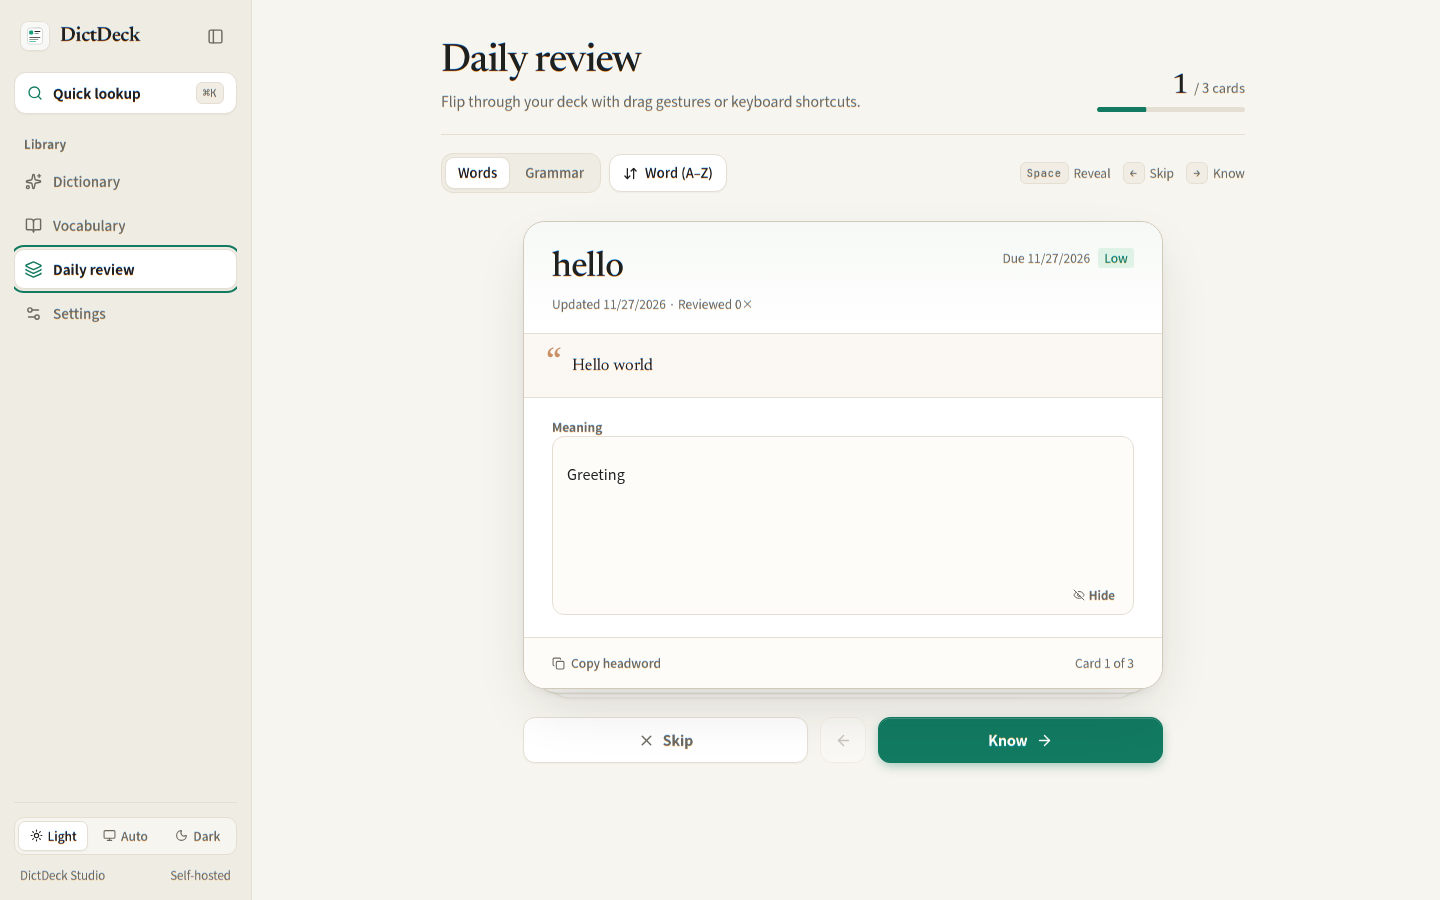 DictDeck
Quick lookup ⌘K
Library
Dictionary
Vocabulary
Daily review
Settings
Light Auto Dark
DictDeck Studio Self-hosted
Daily review
Flip through your deck with drag gestures or keyboard shortcuts.
1 / 3 cards
Words Grammar Word (A–Z)
Space Reveal ← Skip → Know
hello
Due 11/27/2026 Low
Updated 11/27/2026 · Reviewed 0×
“ Hello world
Meaning
Greeting
Hide
Copy headword Card 1 of 3
Skip ← Know →